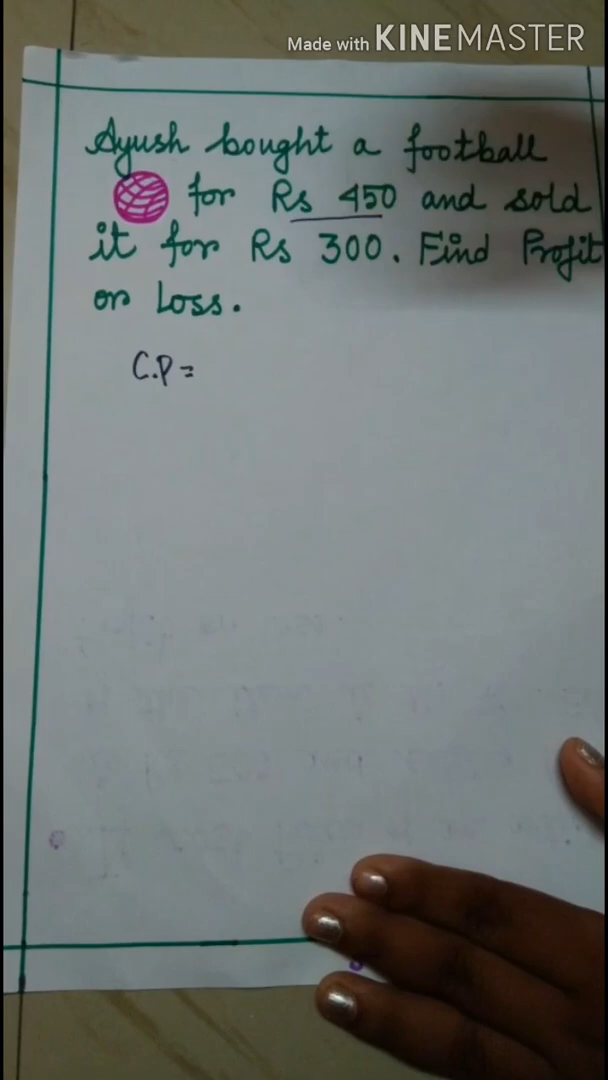 Made with KINEMASTER
Ayush bought a football
for Rs 450 and sold
it for Rs 300. Find Profit
or Loss.
C.P =